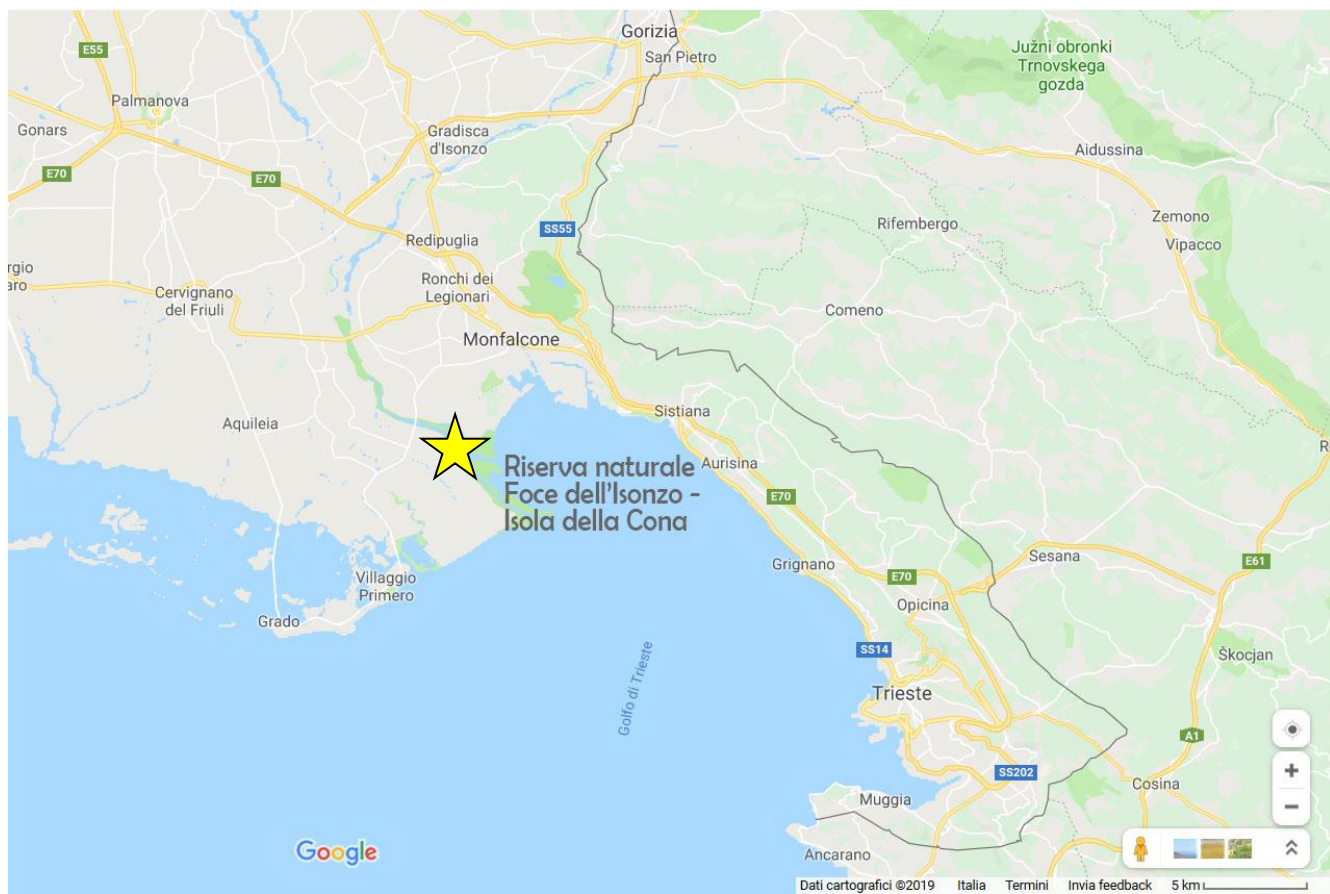 Gorizia
San Pietro
E55
Južni obronki
Trnovskega
gozda
Palmanova
Gonars
Gradisca
d'Isonzo
Aidussina
E70
E70
Zemono
Rifembergo
SS55
Vipacco
Redipuglia
rgio
aro
Ronchi dei
Legionari
Cervignano
del Friuli
Comeno
Monfalcone
Sistiana
Aquileia
R
Aurisina
Riserva naturale
Foce dell'Isonzo -
Isola della Cona
E70
Sesana
E61
Grignano
Villaggio
Primero
E70
Opicina
Grado
SS14
Škocjan
Golfo di Trieste
Trieste
A1
SS202
Cosina
Muggia
Google
Ancarano
Dati cartografici ©2019 Italia Termini Invia feedback 5 km